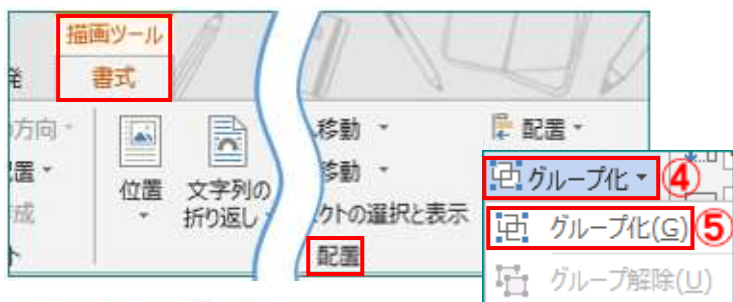 描画ツール
発 書式
の方向
位置
文字列の
折り返し
移動
配置
置
移動
グループ化 ④
成
クトの選択と表示
グループ化(G) ⑤
ト
配置
グループ解除(U)